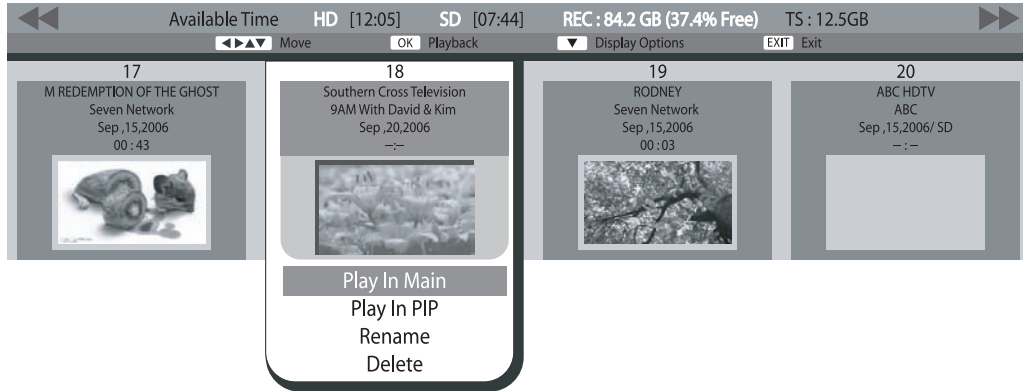 Available Time HD [12:05] SD [07:44] REC : 84.2 GB (37.4% Free) TS : 12.5GB
◀▶▲▼ Move OK Playback ▼ Display Options EXIT Exit
17
M REDEMPTION OF THE GHOST
Seven Network
Sep ,15,2006
00 : 43
18
Southern Cross Television
9AM With David & Kim
Sep ,20,2006
–:–
Play In Main
Play In PIP
Rename
Delete
19
RODNEY
Seven Network
Sep ,15,2006
00 : 03
20
ABC HDTV
ABC
Sep ,15,2006/ SD
– : –